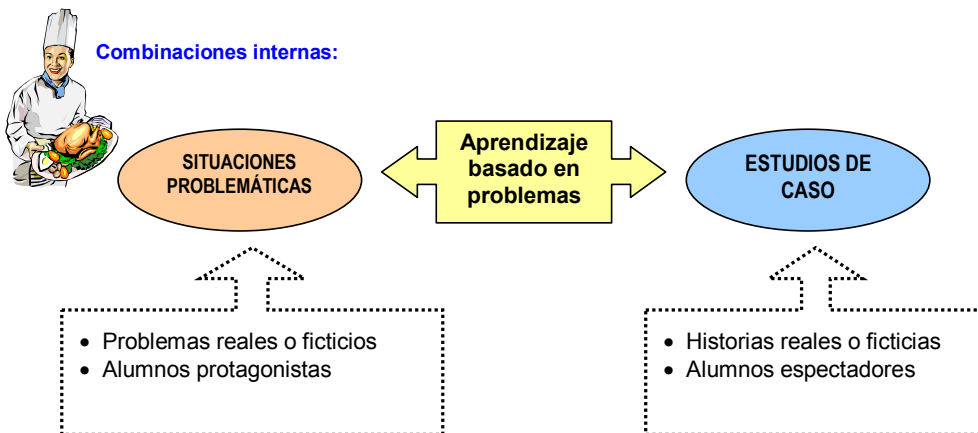 Combinaciones internas:
SITUACIONES
PROBLEMÁTICAS
Aprendizaje
basado en
problemas
ESTUDIOS DE
CASO
• Problemas reales o ficticios
• Alumnos protagonistas
• Historias reales o ficticias
• Alumnos espectadores